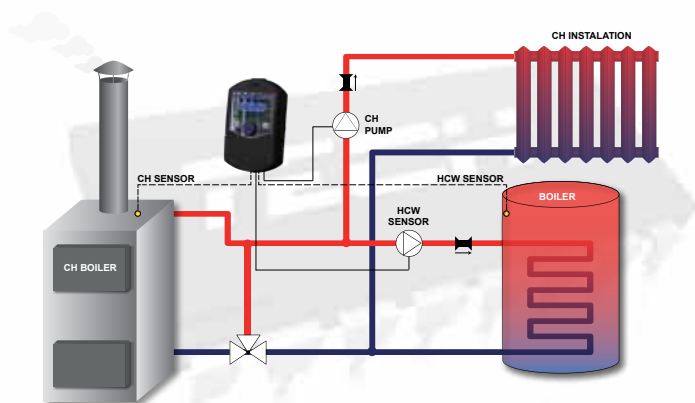 CH INSTALATION
CH
PUMP
CH SENSOR
HCW SENSOR
BOILER
HCW
SENSOR
CH BOILER